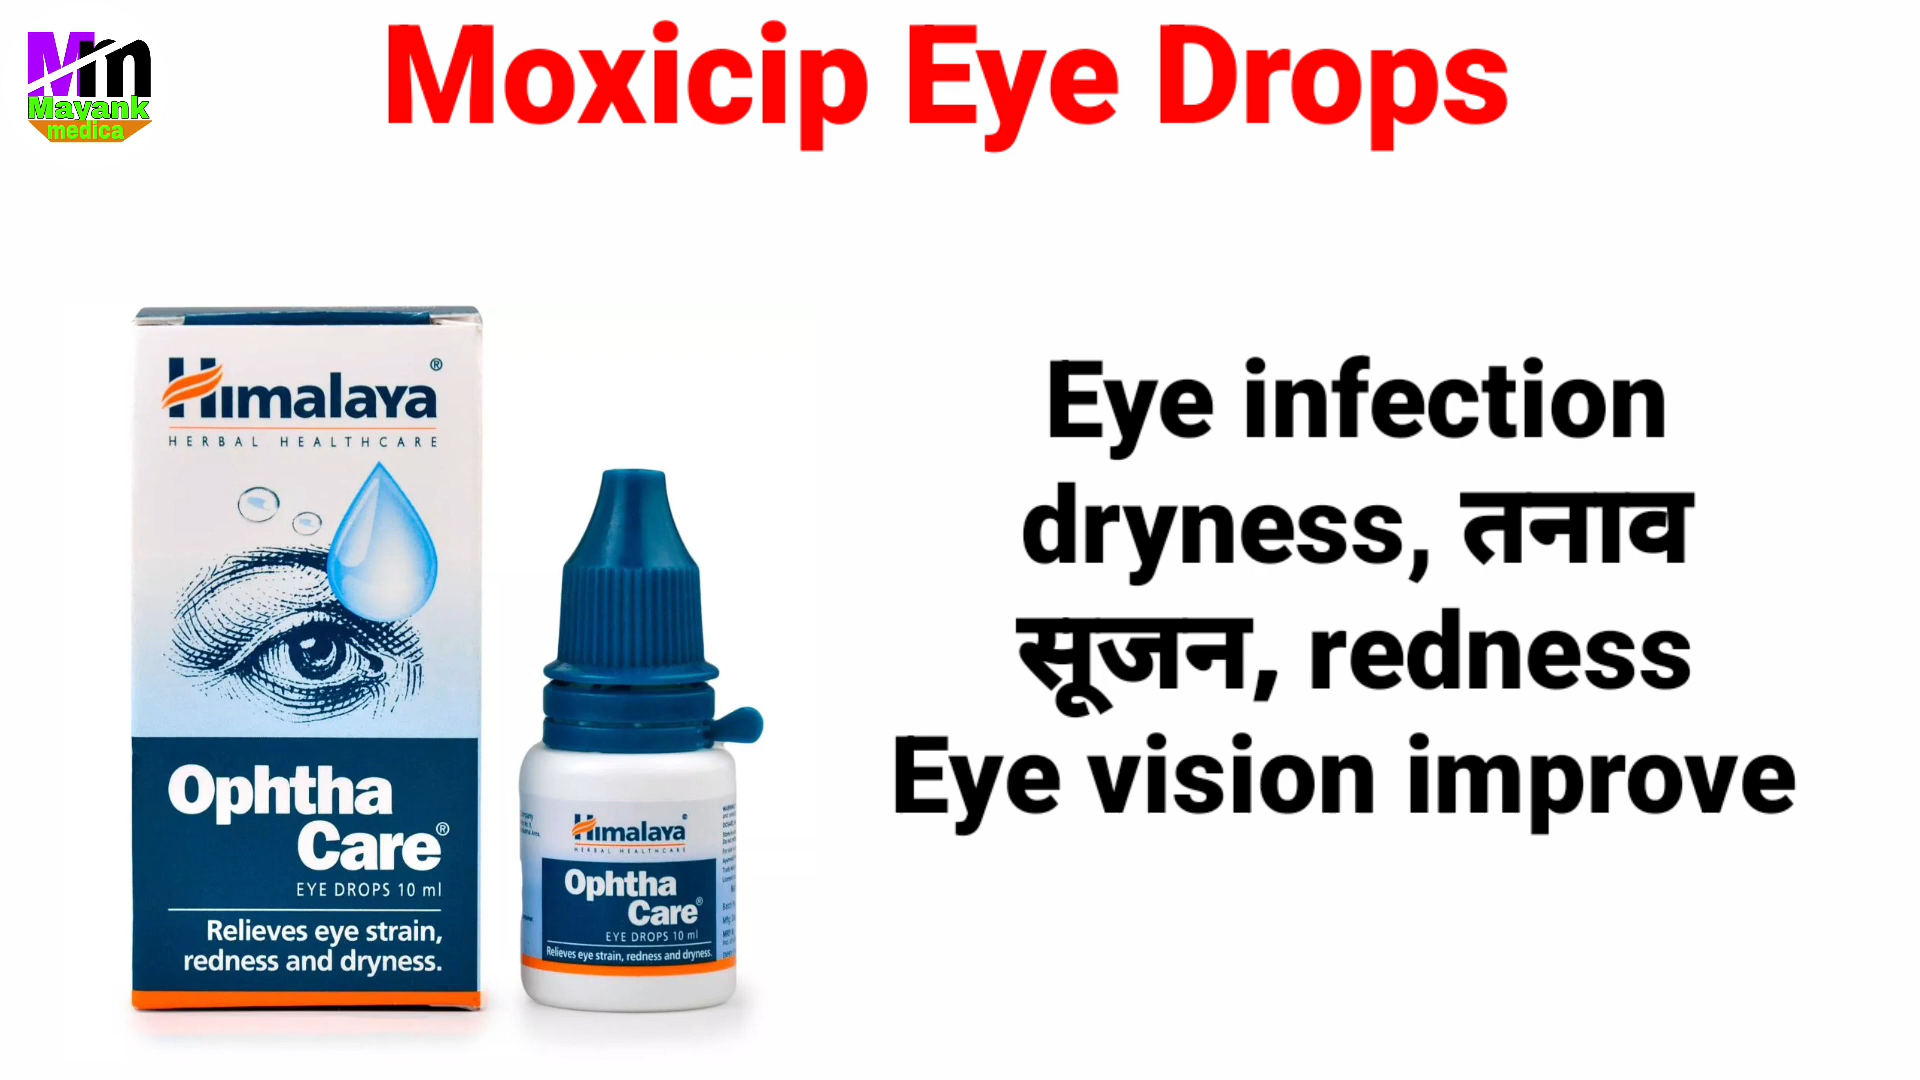 Mm
Mayank
medica
Moxicip Eye Drops
Himalaya®
HERBAL HEALTHCARE
Ophtha
Care®
EYE DROPS 10 ml
Relieves eye strain,
redness and dryness.
Himalaya®
HERBAL HEALTHCARE
Ophtha
Care®
EYE DROPS 10 ml
Relieves eye strain, redness and dryness.
Eye infection
dryness, तनाव
सूजन, redness
Eye vision improve